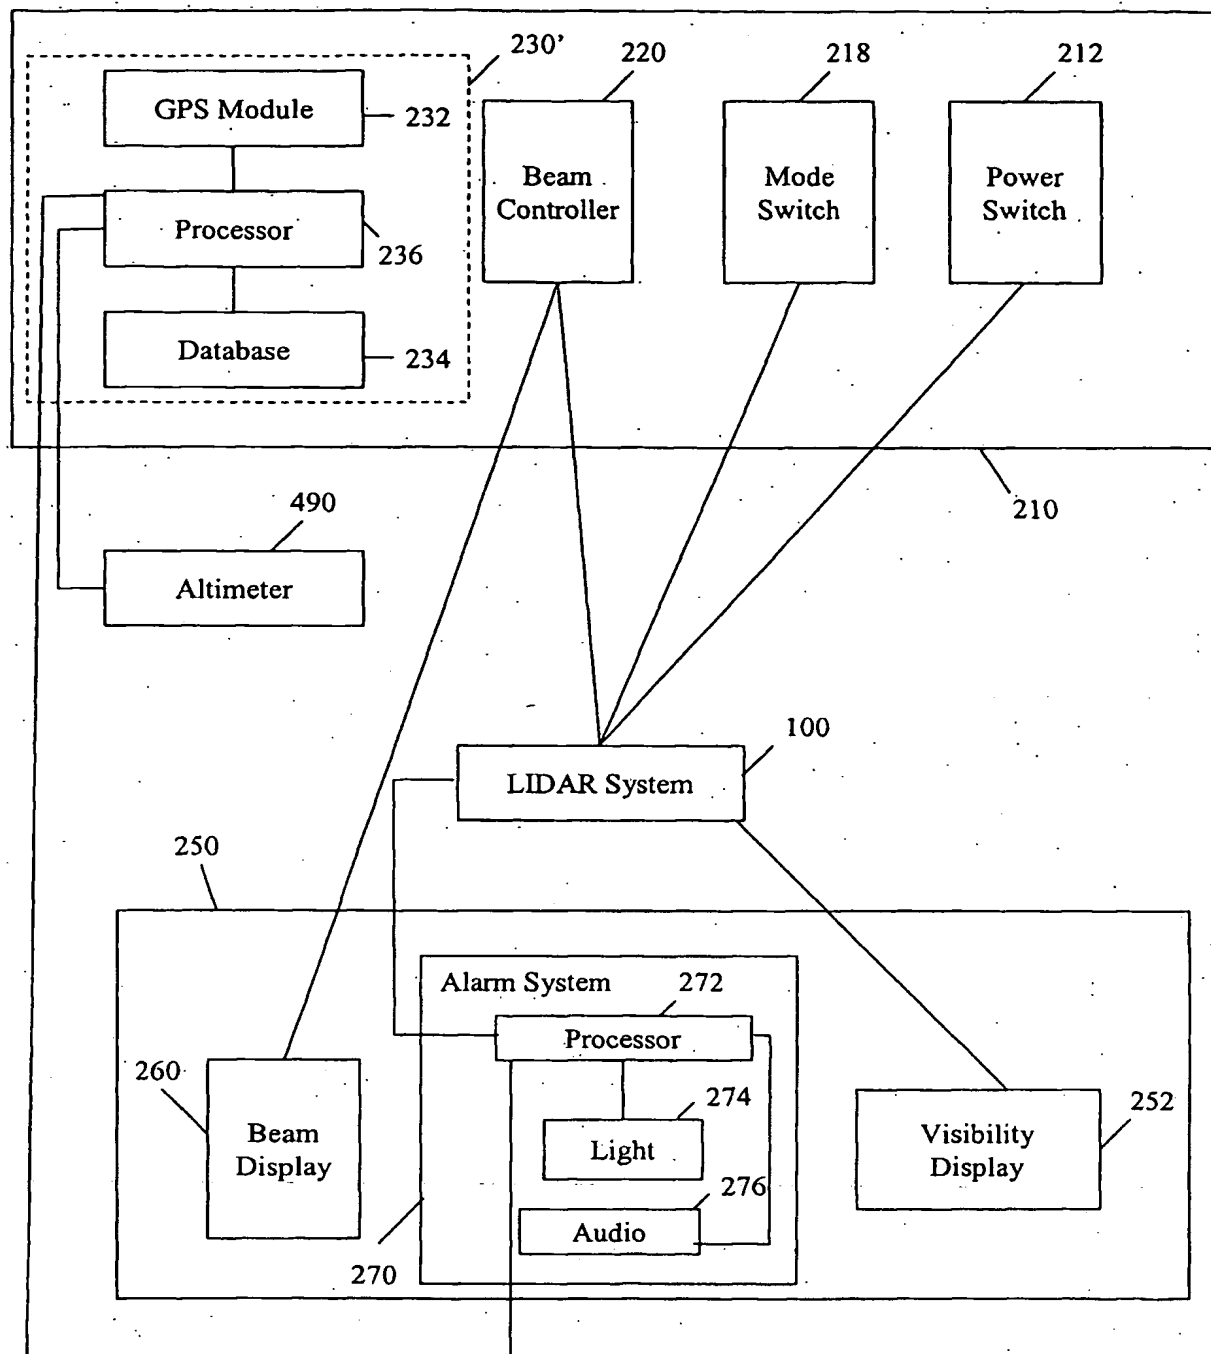 230’
220
218
212
GPS Module
232
Beam
Controller
Mode
Switch
Power
Switch
Processor
236
Database
234
210
490
Altimeter
100
LIDAR System
250
Alarm System
272
Processor
260
Beam
Display
274
Light
252
Visibility
Display
276
Audio
270